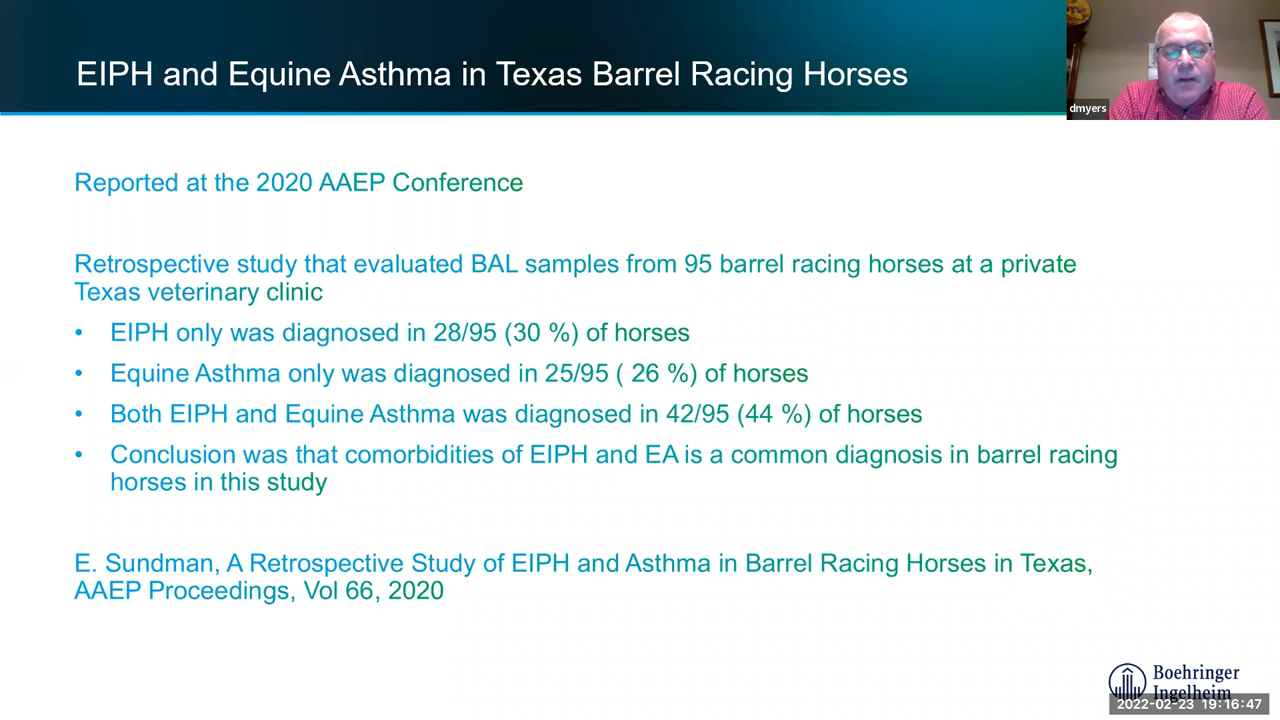 EIPH and Equine Asthma in Texas Barrel Racing Horses
dmyers
Reported at the 2020 AAEP Conference
Retrospective study that evaluated BAL samples from 95 barrel racing horses at a private
Texas veterinary clinic
• EIPH only was diagnosed in 28/95 (30 %) of horses
• Equine Asthma only was diagnosed in 25/95 ( 26 %) of horses
• Both EIPH and Equine Asthma was diagnosed in 42/95 (44 %) of horses
• Conclusion was that comorbidities of EIPH and EA is a common diagnosis in barrel racing
horses in this study
E. Sundman, A Retrospective Study of EIPH and Asthma in Barrel Racing Horses in Texas,
AAEP Proceedings, Vol 66, 2020
Boehringer
Ingelheim
2022-02-23 19:16:47